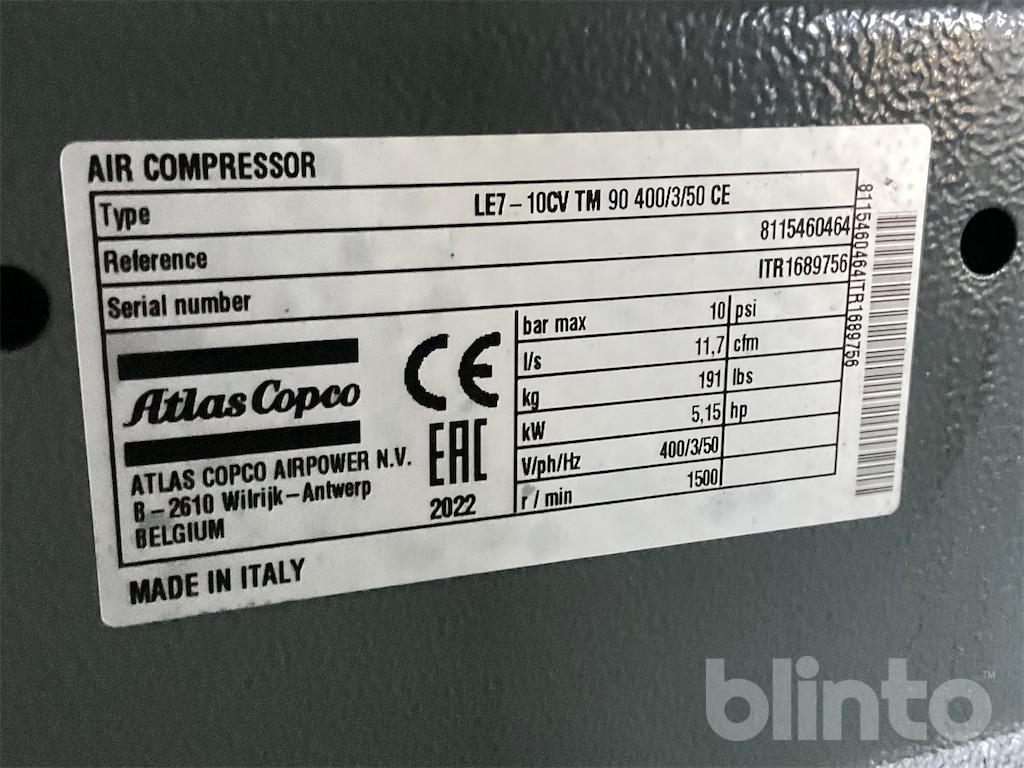 AIR COMPRESSOR
Type LE7-10CV TM 90 400/3/50 CE
Reference 8115460464
Serial number ITR1689756
8115460464ITR1689756
bar max 10 psi
l/s 11,7 cfm
kg 191 lbs
kW 5,15 hp
V/ph/Hz 400/3/50
r / min 1500
Atlas Copco
CE
EAC
ATLAS COPCO AIRPOWER N.V.
B-2610 Wilrijk-Antwerp
BELGIUM
2022
MADE IN ITALY
blinto™